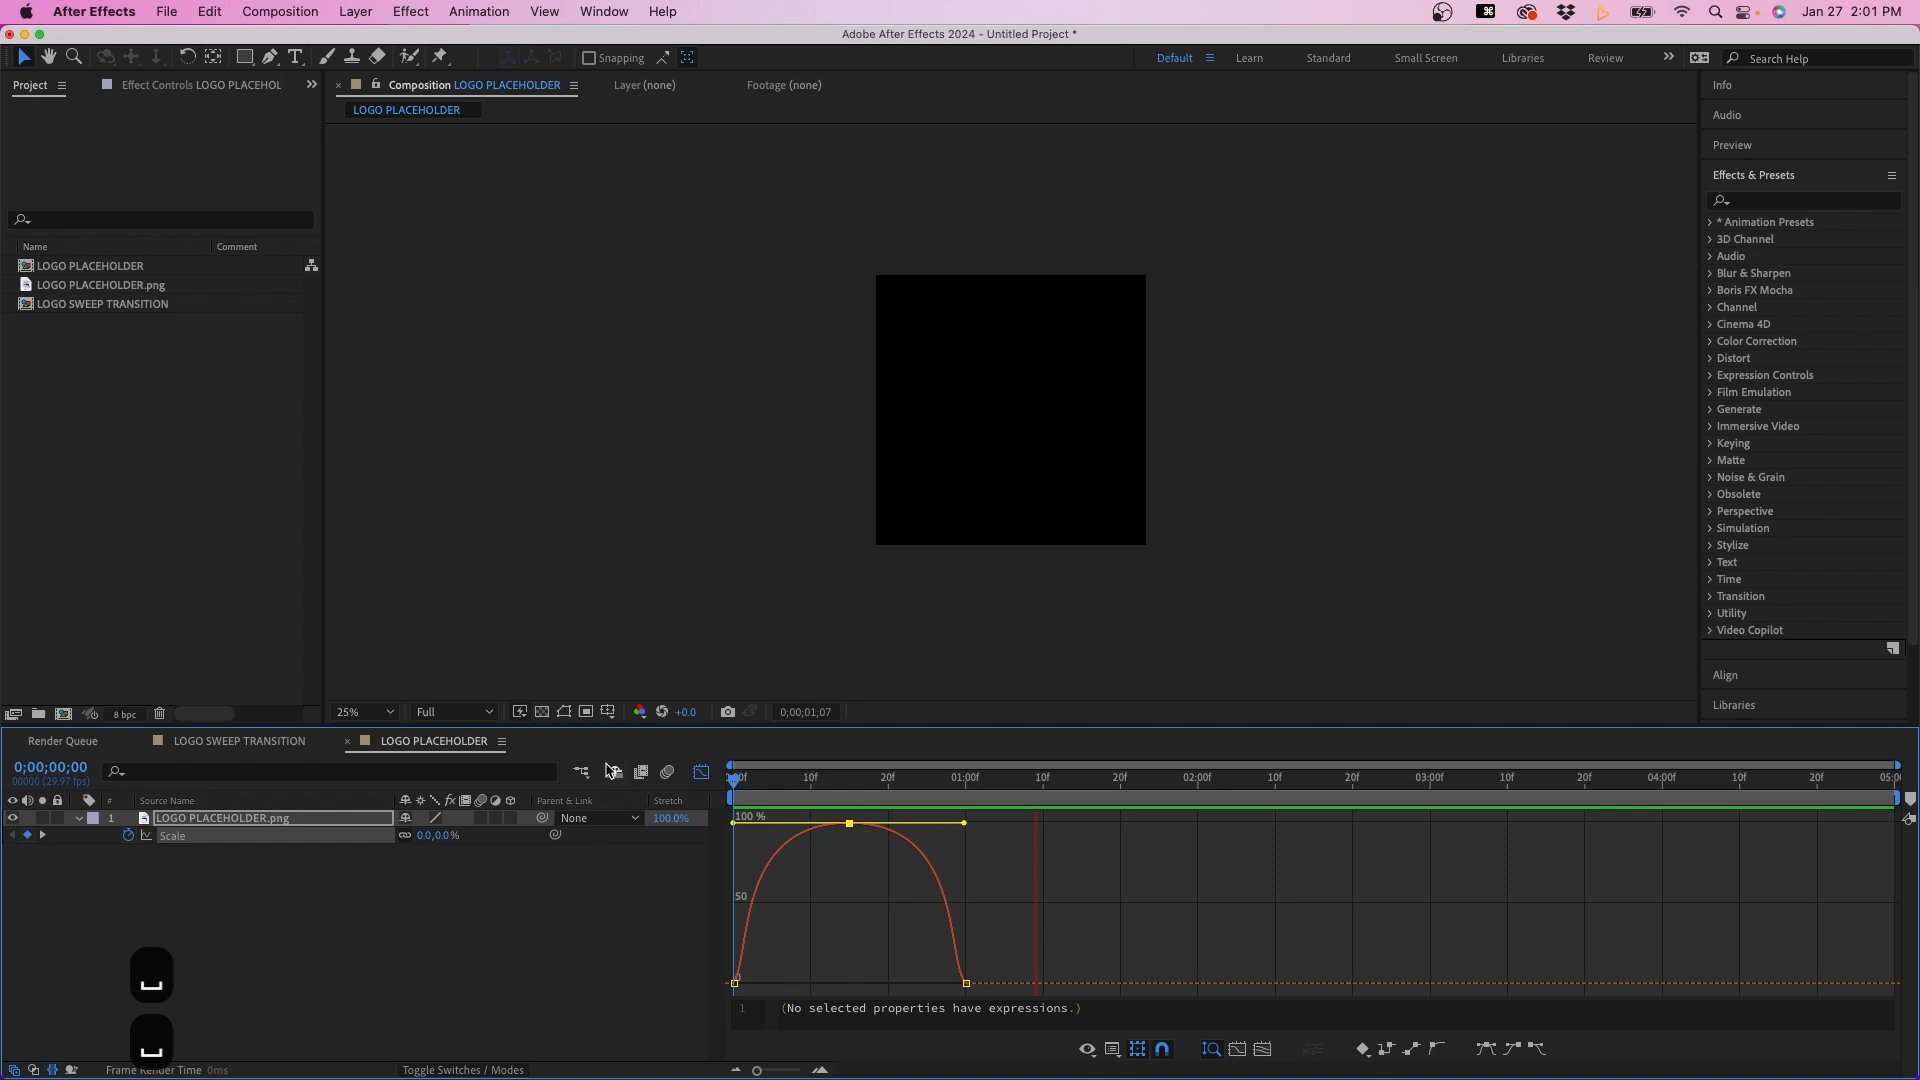 After Effects File Edit Composition Layer Effect Animation View Window Help Jan 27 2:01 PM
Adobe After Effects 2024 - Untitled Project *
Snapping Default Learn Standard Small Screen Libraries Review Search Help
Project Effect Controls LOGO PLACEHOL Composition LOGO PLACEHOLDER Layer (none) Footage (none)
LOGO PLACEHOLDER
Name Comment
LOGO PLACEHOLDER
LOGO PLACEHOLDER.png
LOGO SWEEP TRANSITION
Info
Audio
Preview
Effects & Presets
* Animation Presets
3D Channel
Audio
Blur & Sharpen
Boris FX Mocha
Channel
Cinema 4D
Color Correction
Distort
Expression Controls
Film Emulation
Generate
Immersive Video
Keying
Matte
Noise & Grain
Obsolete
Perspective
Simulation
Stylize
Text
Time
Transition
Utility
Video Copilot
Align
Libraries
8 bpc 25% Full +0.0 0;00;01;07
Render Queue LOGO SWEEP TRANSITION LOGO PLACEHOLDER
0;00;00;00
00000 (29.97 fps)
:00f 10f 20f 01:00f 10f 20f 02:00f 10f 20f 03:00f 10f 20f 04:00f 10f 20f 05:0
# Source Name Parent & Link Stretch
1 LOGO PLACEHOLDER.png None 100.0%
Scale 0.0,0.0%
100 %
50
0
1 (No selected properties have expressions.)
Frame Render Time 0ms Toggle Switches / Modes